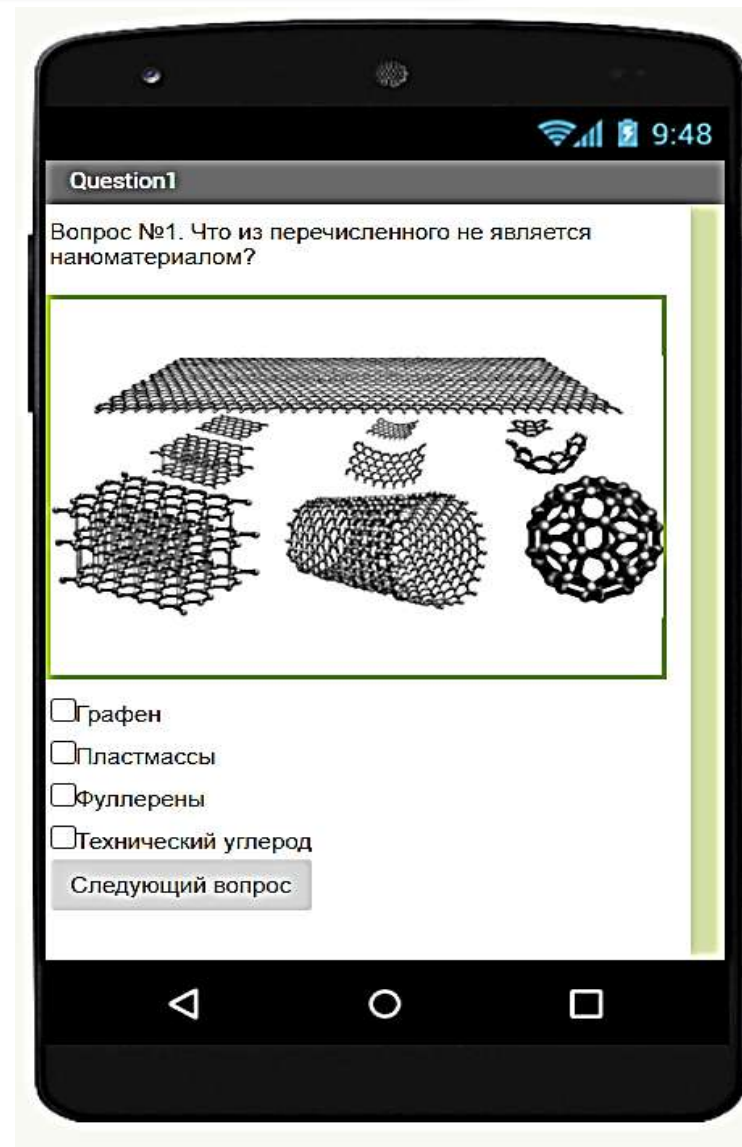 9:48
Question1
Вопрос №1. Что из перечисленного не является
наноматериалом?
Графен
Пластмассы
Фуллерены
Технический углерод
Следующий вопрос